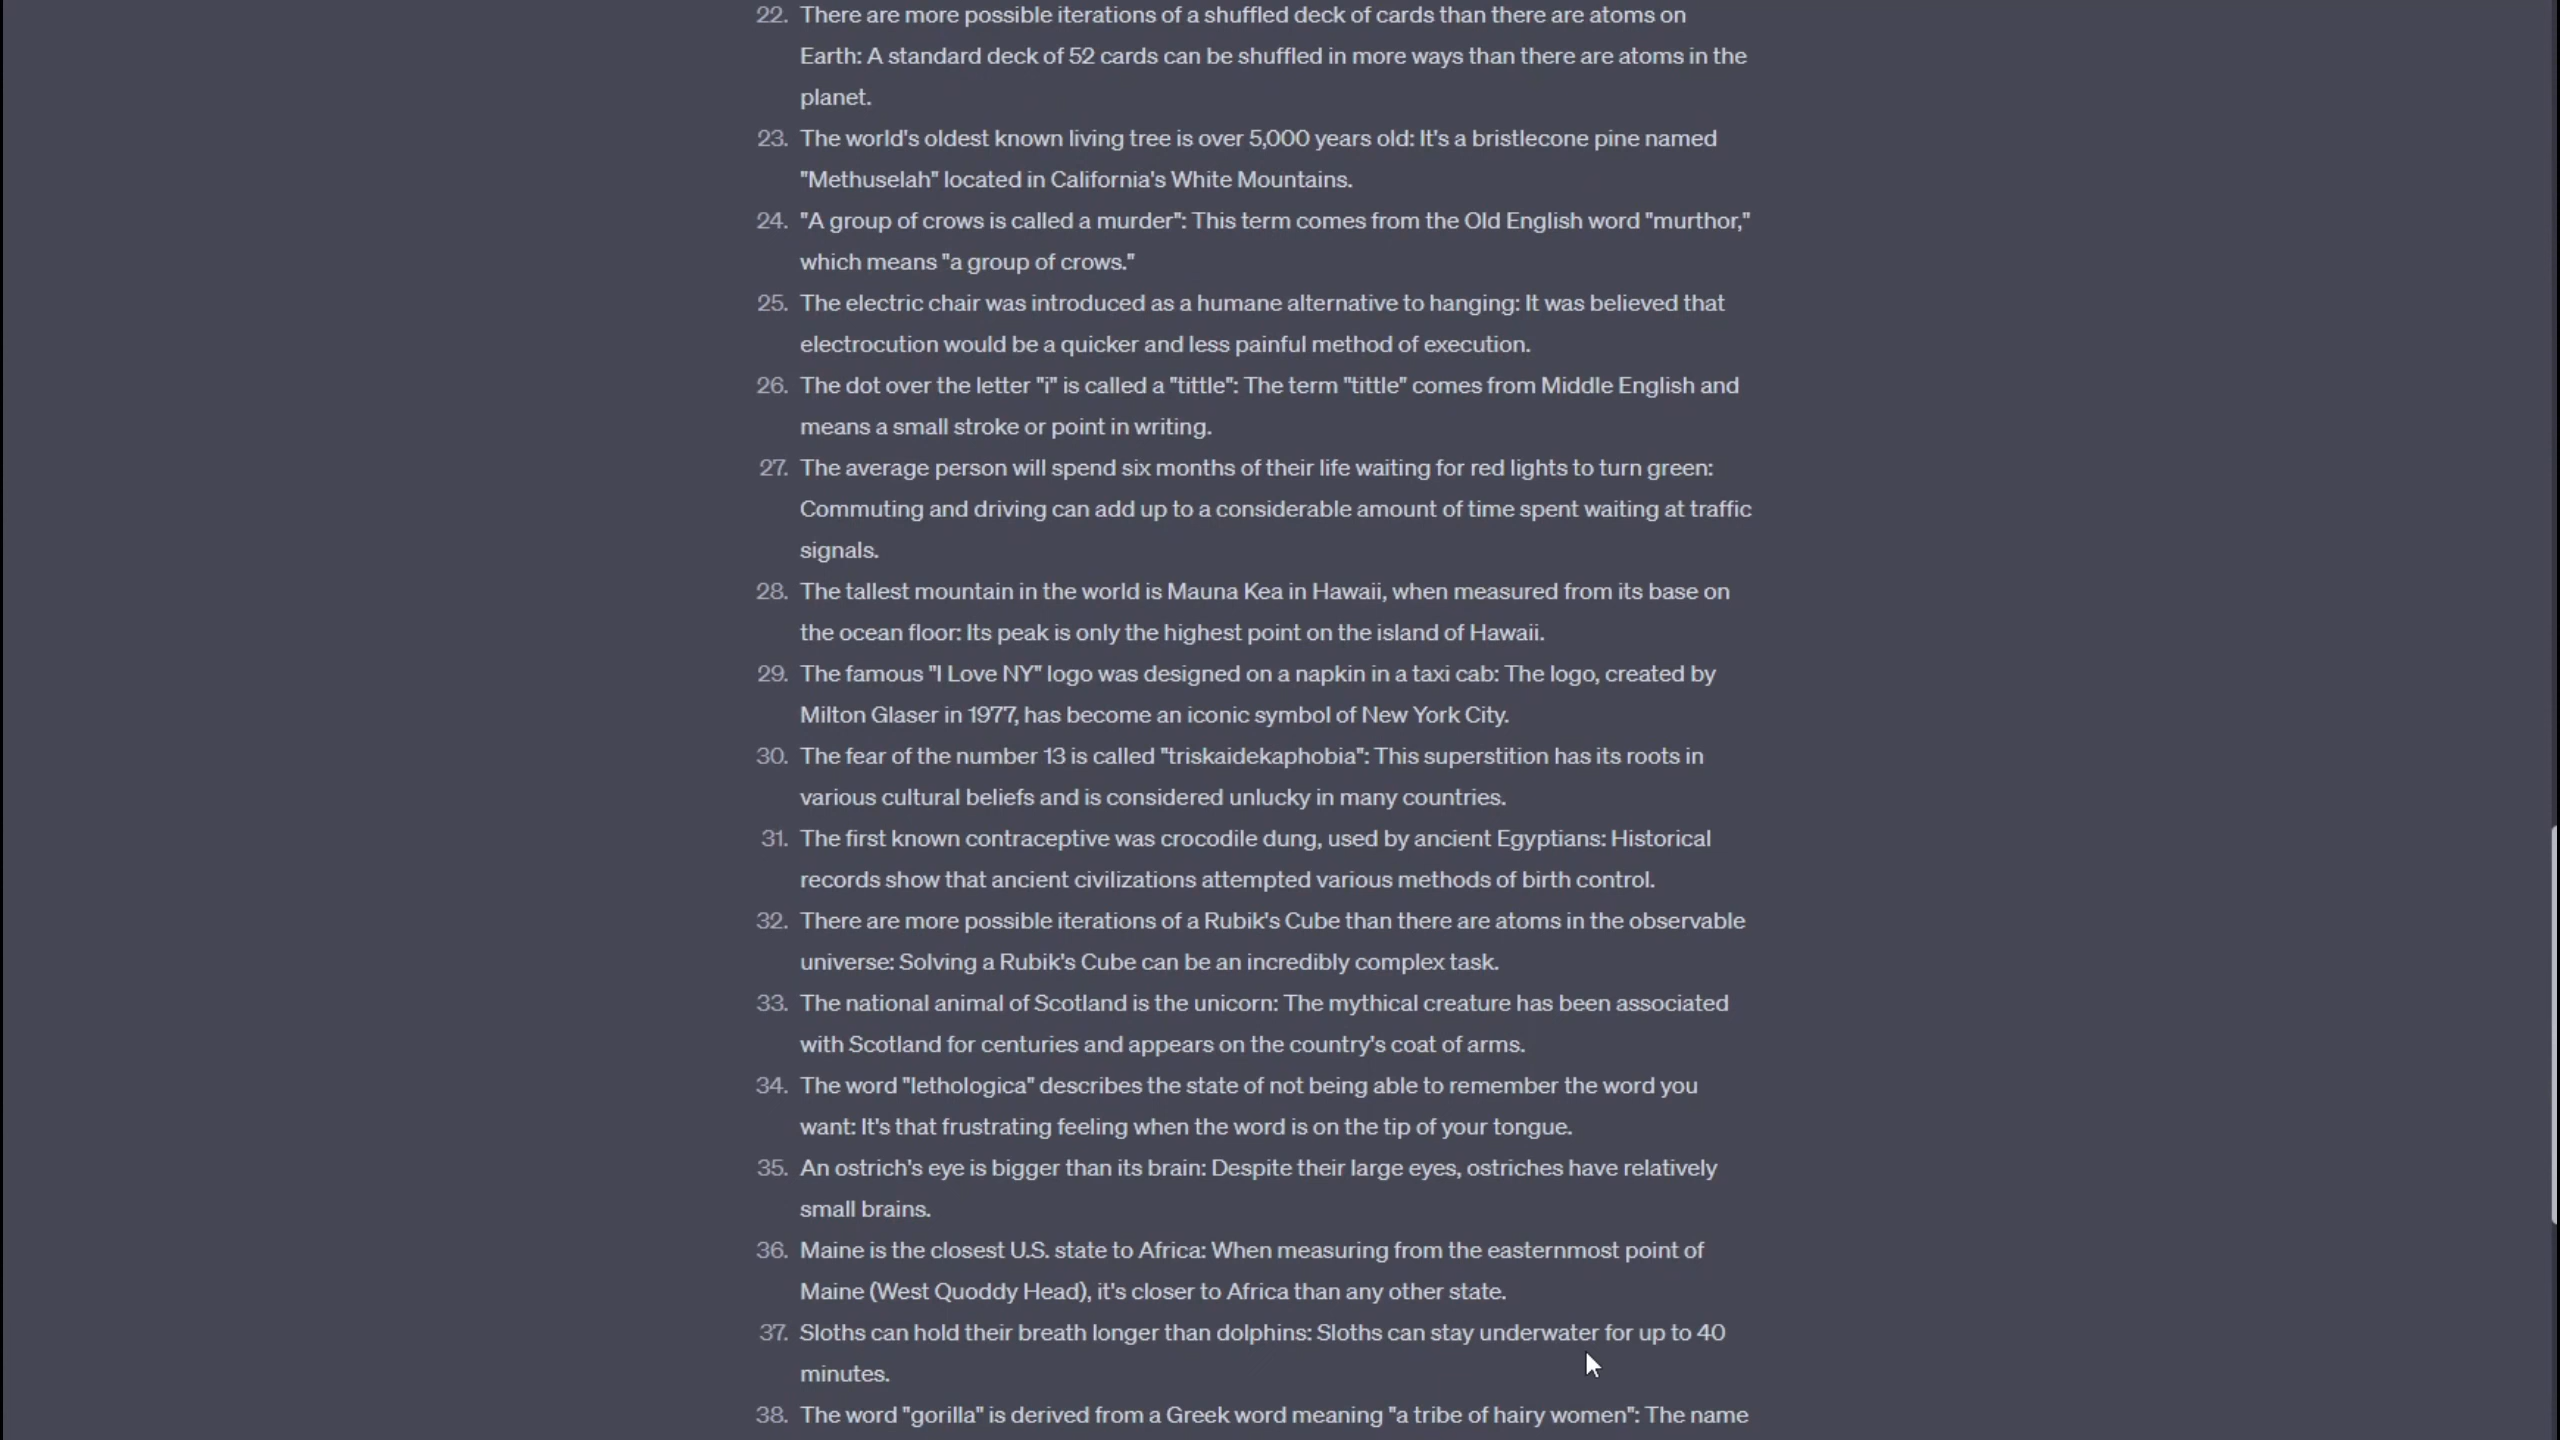 22. There are more possible iterations of a shuffled deck of cards than there are atoms on
Earth: A standard deck of 52 cards can be shuffled in more ways than there are atoms in the
planet.
23. The world's oldest known living tree is over 5,000 years old: It's a bristlecone pine named
"Methuselah" located in California's White Mountains.
24. "A group of crows is called a murder": This term comes from the Old English word "murthor,"
which means "a group of crows."
25. The electric chair was introduced as a humane alternative to hanging: It was believed that
electrocution would be a quicker and less painful method of execution.
26. The dot over the letter "i" is called a "tittle": The term "tittle" comes from Middle English and
means a small stroke or point in writing.
27. The average person will spend six months of their life waiting for red lights to turn green:
Commuting and driving can add up to a considerable amount of time spent waiting at traffic
signals.
28. The tallest mountain in the world is Mauna Kea in Hawaii, when measured from its base on
the ocean floor: Its peak is only the highest point on the island of Hawaii.
29. The famous "I Love NY" logo was designed on a napkin in a taxi cab: The logo, created by
Milton Glaser in 1977, has become an iconic symbol of New York City.
30. The fear of the number 13 is called "triskaidekaphobia": This superstition has its roots in
various cultural beliefs and is considered unlucky in many countries.
31. The first known contraceptive was crocodile dung, used by ancient Egyptians: Historical
records show that ancient civilizations attempted various methods of birth control.
32. There are more possible iterations of a Rubik's Cube than there are atoms in the observable
universe: Solving a Rubik's Cube can be an incredibly complex task.
33. The national animal of Scotland is the unicorn: The mythical creature has been associated
with Scotland for centuries and appears on the country's coat of arms.
34. The word "lethologica" describes the state of not being able to remember the word you
want: It's that frustrating feeling when the word is on the tip of your tongue.
35. An ostrich's eye is bigger than its brain: Despite their large eyes, ostriches have relatively
small brains.
36. Maine is the closest U.S. state to Africa: When measuring from the easternmost point of
Maine (West Quoddy Head), it's closer to Africa than any other state.
37. Sloths can hold their breath longer than dolphins: Sloths can stay underwater for up to 40
minutes.
38. The word "gorilla" is derived from a Greek word meaning "a tribe of hairy women": The name